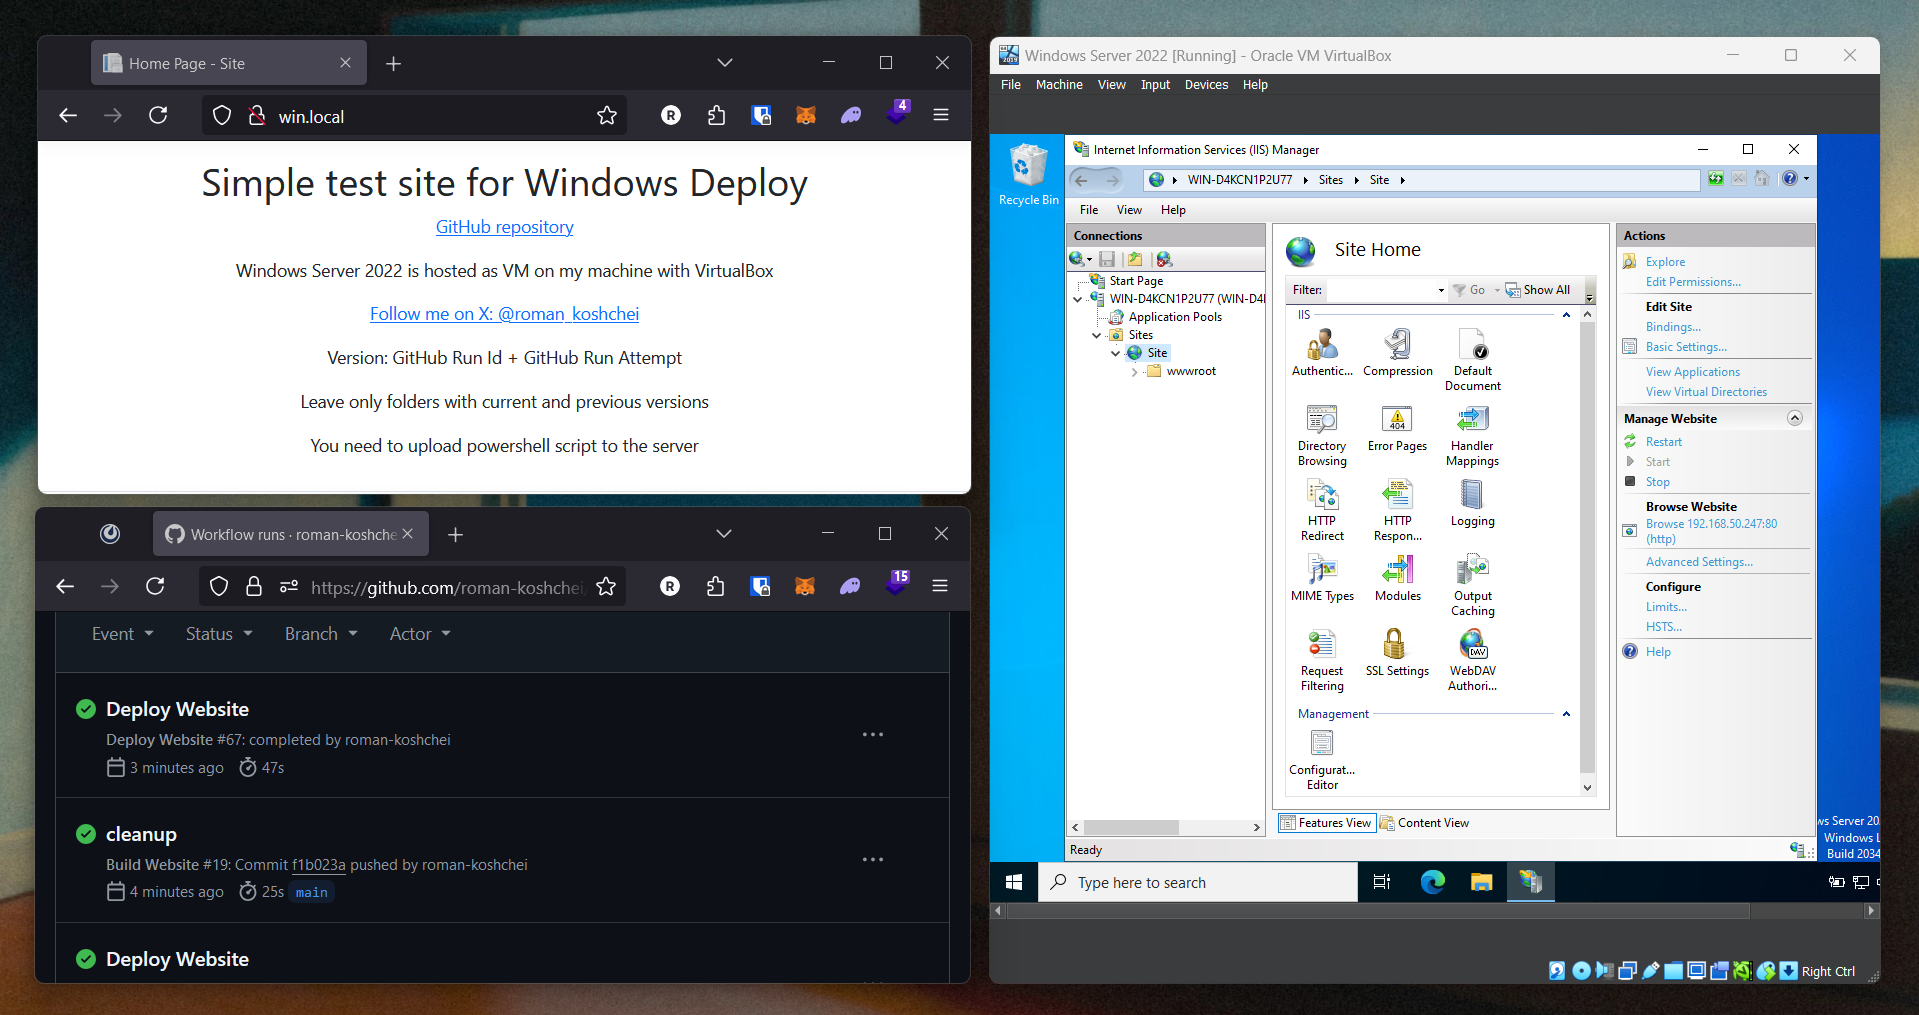 Home Page - Site
win.local
4
Simple test site for Windows Deploy
GitHub repository
Windows Server 2022 is hosted as VM on my machine with VirtualBox
Follow me on X: @roman_koshchei
Version: GitHub Run Id + GitHub Run Attempt
Leave only folders with current and previous versions
You need to upload powershell script to the server
Workflow runs · roman-koshche
https://github.com/roman-koshchei/
15
Event
Status
Branch
Actor
Deploy Website
Deploy Website #67: completed by roman-koshchei
3 minutes ago
47s
cleanup
Build Website #19: Commit f1b023a pushed by roman-koshchei
4 minutes ago
25s
main
Deploy Website
Windows Server 2022 [Running] - Oracle VM VirtualBox
File Machine View Input Devices Help
Recycle Bin
Internet Information Services (IIS) Manager
WIN-D4KCN1P2U77
Sites
Site
File View Help
Connections
Start Page
WIN-D4KCN1P2U77 (WIN-D4I
Application Pools
Sites
Site
wwwroot
Site Home
Filter:
Go
Show All
IIS
Authentic...
Compression
Default
Document
Directory
Browsing
Error Pages
Handler
Mappings
HTTP
Redirect
HTTP
Respon...
Logging
MIME Types
Modules
Output
Caching
Request
Filtering
SSL Settings
WebDAV
Authori...
Management
Configurat...
Editor
Features View
Content View
Actions
Explore
Edit Permissions...
Edit Site
Bindings...
Basic Settings...
View Applications
View Virtual Directories
Manage Website
Restart
Start
Stop
Browse Website
Browse 192.168.50.247:80
(http)
Advanced Settings...
Configure
Limits...
HSTS...
Help
Ready
ws Server 20
Windows L
Build 2034
Type here to search
Right Ctrl